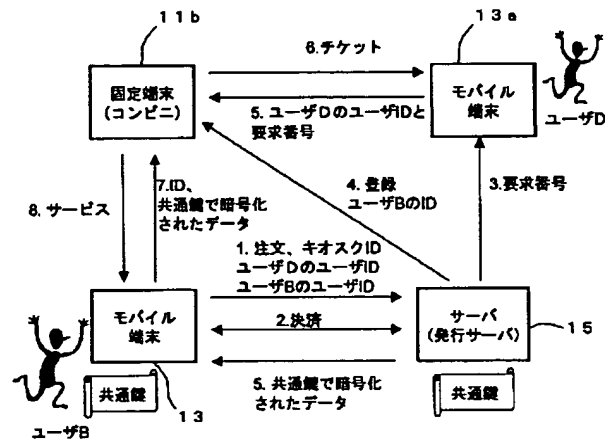 11b
13a
6.チケット
固定端末
(コンビニ)
モバイル
端末
5. ユーザDのユーザIDと
要求番号
ユーザD
4. 登録
ユーザBのID
3.要求番号
7.ID、
共通鍵で暗号化
されたデータ
8. サービス
1. 注文、キオスクID
ユーザDのユーザID
ユーザBのユーザID
モバイル
端末
2.決済
サーバ
(発行サーバ)
15
5. 共通鍵で暗号化
されたデータ
共通鍵
13
共通鍵
ユーザB